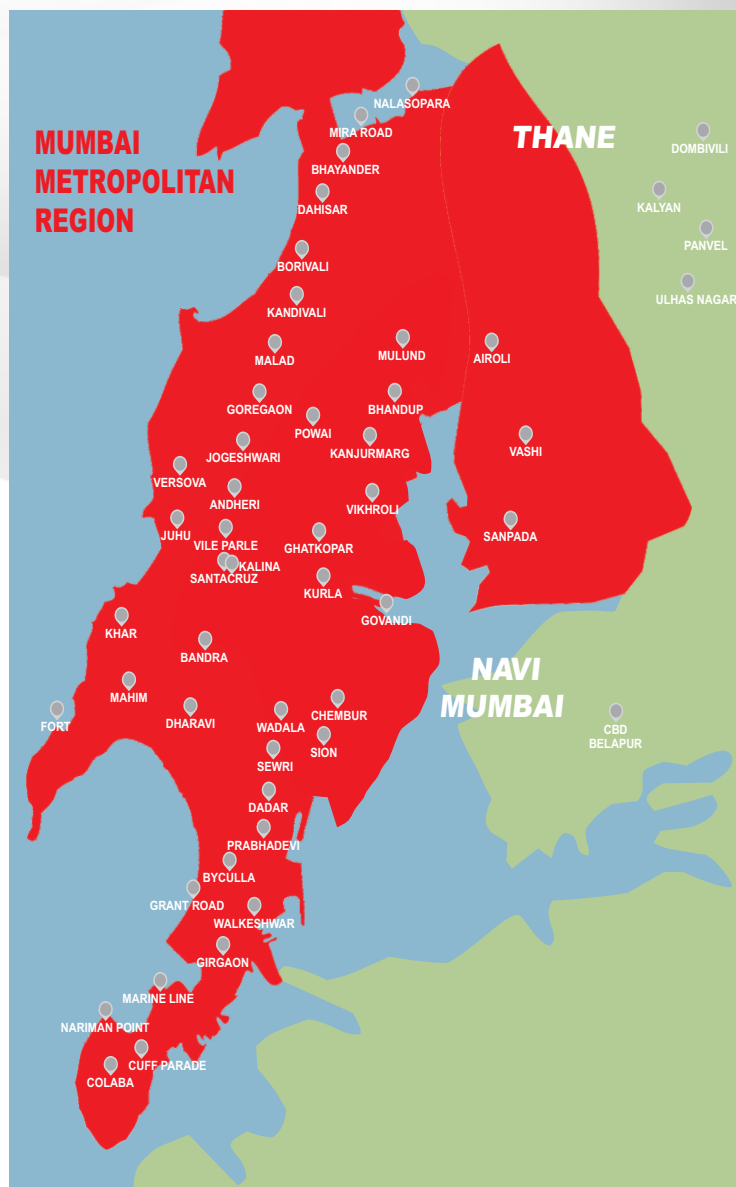 MUMBAI
METROPOLITAN
REGION
NALASOPARA
MIRA ROAD
THANE
DOMBIVILI
BHAYANDER
DAHISAR
KALYAN
PANVEL
BORIVALI
ULHAS NAGAR
KANDIVALI
MALAD
MULUND
AIROLI
GOREGAON
BHANDUP
POWAI
JOGESHWARI
KANJURMARG
VASHI
VERSOVA
ANDHERI
VIKHROLI
JUHU
VILE PARLE
GHATKOPAR
SANPADA
KALINA
SANTACRUZ
KURLA
GOVANDI
KHAR
BANDRA
NAVI
MUMBAI
MAHIM
DHARAVI
WADALA
CHEMBUR
FORT
CBD
BELAPUR
SION
SEWRI
DADAR
PRABHADEVI
BYCULLA
GRANT ROAD
WALKESHWAR
GIRGAON
MARINE LINE
NARIMAN POINT
CUFF PARADE
COLABA